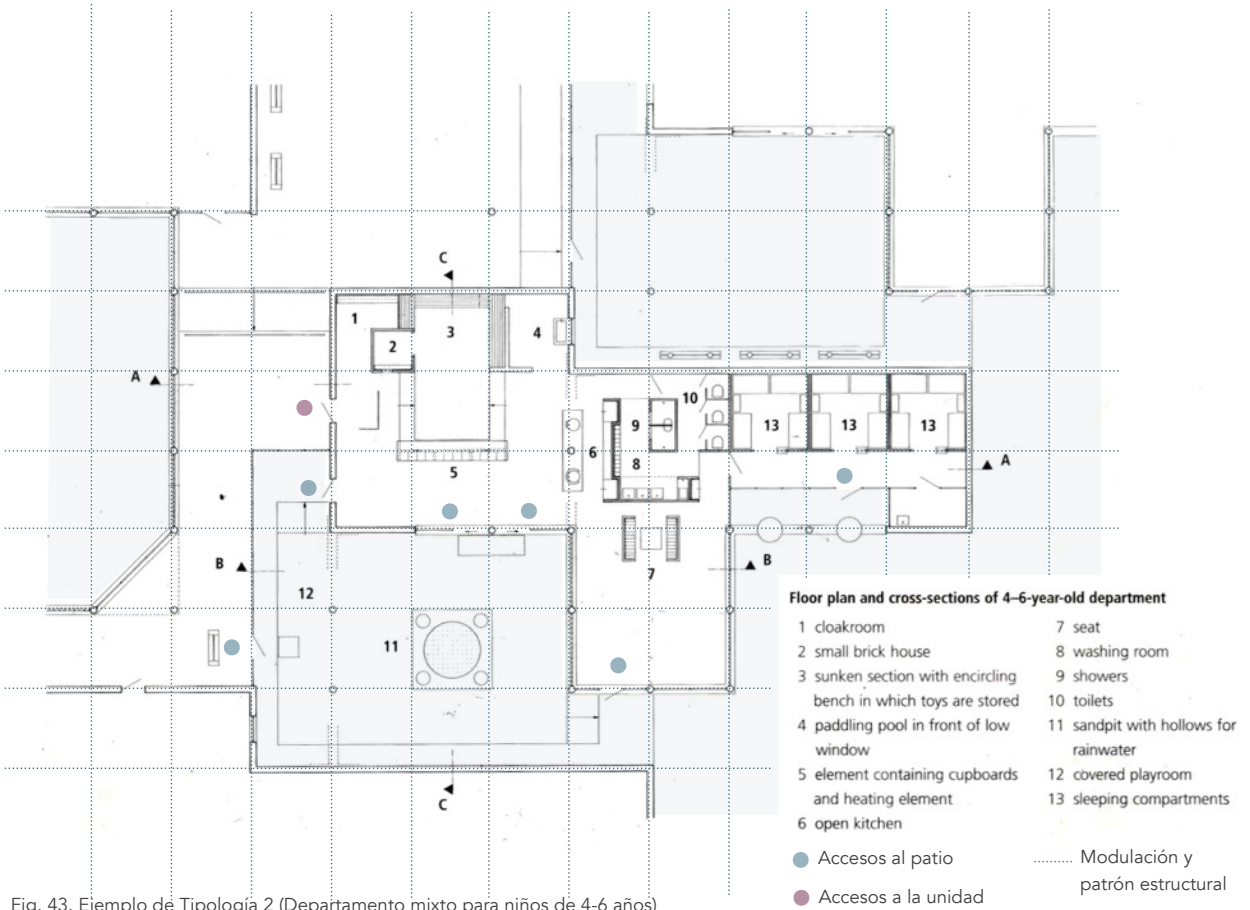 C
1
2
3
4
A
10
9
13
13
13
6
8
5
A
B
B
7
12
11
C
Floor plan and cross-sections of 4–6-year-old department
1 cloakroom
2 small brick house
3 sunken section with encircling
bench in which toys are stored
4 paddling pool in front of low
window
5 element containing cupboards
and heating element
6 open kitchen
7 seat
8 washing room
9 showers
10 toilets
11 sandpit with hollows for
rainwater
12 covered playroom
13 sleeping compartments
Accesos al patio
Accesos a la unidad
Modulación y
patrón estructural
Fig. 43. Ejemplo de Tipología 2 (Departamento mixto para niños de 4-6 años)